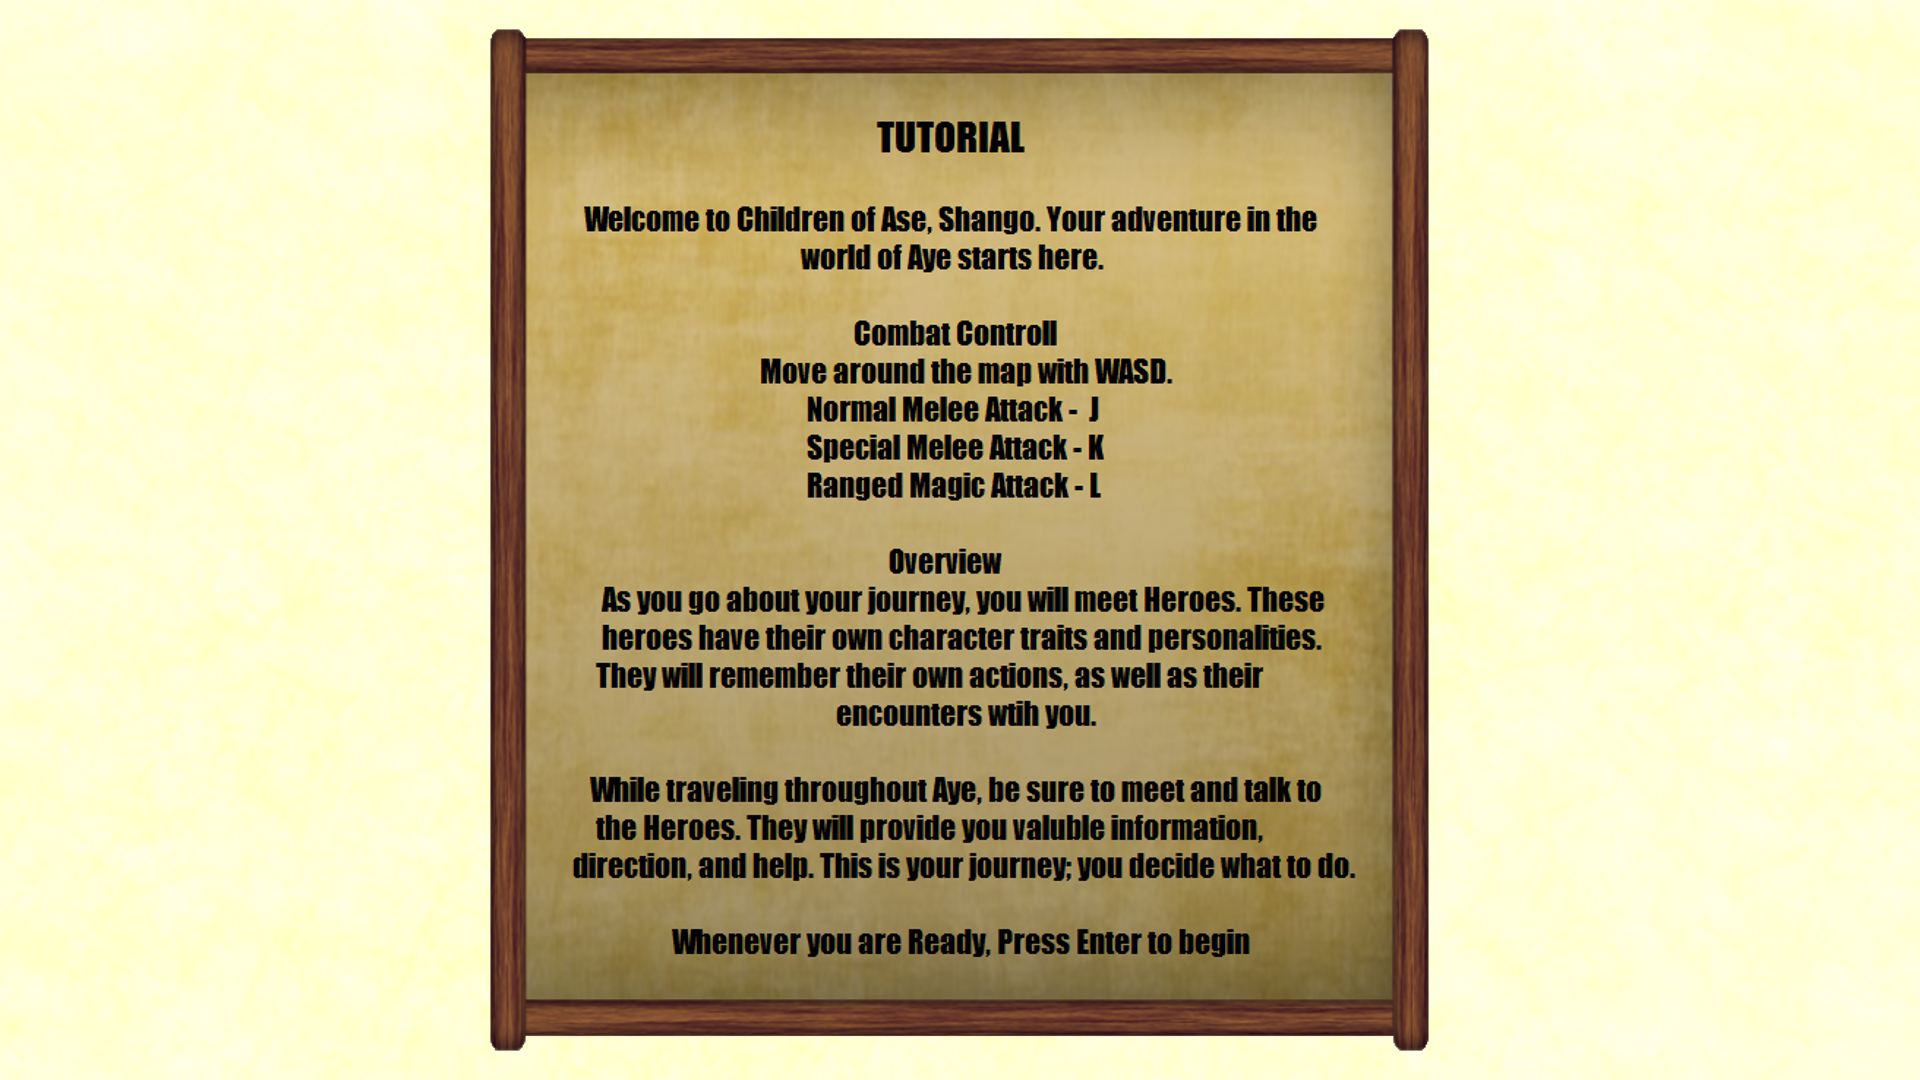 TUTORIAL
Welcome to Children of Ase, Shango. Your adventure in the
world of Aye starts here.
Combat Controll
Move around the map with WASD.
Normal Melee Attack - J
Special Melee Attack - K
Ranged Magic Attack - L
Overview
As you go about your journey, you will meet Heroes. These
heroes have their own character traits and personalities.
They will remember their own actions, as well as their
encounters wtih you.
While traveling throughout Aye, be sure to meet and talk to
the Heroes. They will provide you valuble information,
direction, and help. This is your journey; you decide what to do.
Whenever you are Ready, Press Enter to begin